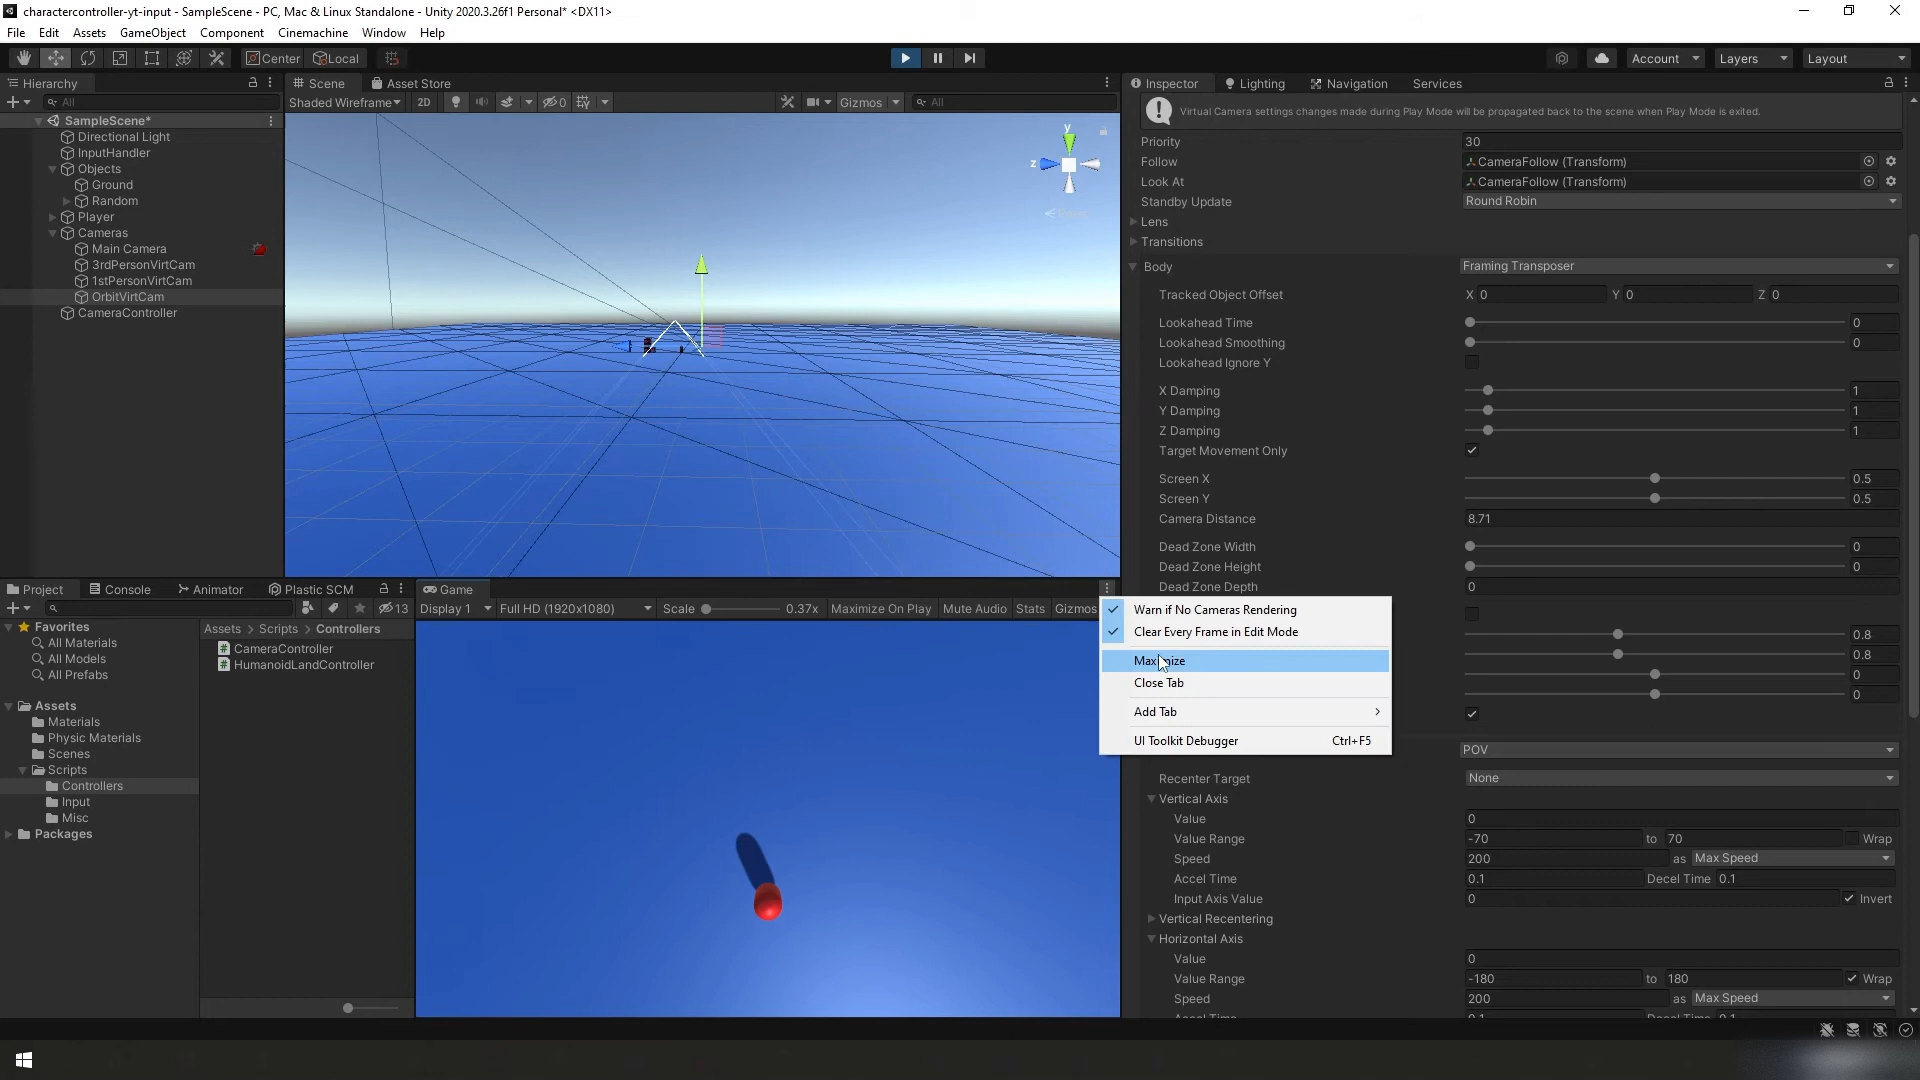 charactercontroller-yt-input - SampleScene - PC, Mac & Linux Standalone - Unity 2020.3.26f1 Personal* <DX11>
File Edit Assets GameObject Component Cinemachine Window Help
Center Local Account Layers Layout
Hierarchy
All
SampleScene*
Directional Light
InputHandler
Objects
Ground
Random
Player
Cameras
Main Camera
3rdPersonVirtCam
1stPersonVirtCam
OrbitVirtCam
CameraController
Scene Asset Store
Shaded Wireframe 2D 0 Gizmos All
y
z
Inspector Lighting Navigation Services
Virtual Camera settings changes made during Play Mode will be propagated back to the scene when Play Mode is exited.
Priority 30
Follow CameraFollow (Transform)
Look At CameraFollow (Transform)
Standby Update Round Robin
Lens
Transitions
Body Framing Transposer
Tracked Object Offset X 0 Y 0 Z 0
Lookahead Time 0
Lookahead Smoothing 0
Lookahead Ignore Y
X Damping 1
Y Damping 1
Z Damping 1
Target Movement Only
Screen X 0.5
Screen Y 0.5
Camera Distance 8.71
Dead Zone Width 0
Dead Zone Height 0
Dead Zone Depth 0
0.8
0.8
0
0
POV
Recenter Target None
Vertical Axis
Value 0
Value Range -70 to 70 Wrap
Speed 200 as Max Speed
Accel Time 0.1 Decel Time 0.1
Input Axis Value 0 Invert
Vertical Recentering
Horizontal Axis
Value 0
Value Range -180 to 180 Wrap
Speed 200 as Max Speed
Project Console Animator Plastic SCM
13
Favorites
All Materials
All Models
All Prefabs
Assets
Materials
Physic Materials
Scenes
Scripts
Controllers
Input
Misc
Packages
Assets > Scripts > Controllers
CameraController
HumanoidLandController
Game
Display 1 Full HD (1920x1080) Scale 0.37x Maximize On Play Mute Audio Stats Gizmos
Warn if No Cameras Rendering
Clear Every Frame in Edit Mode
Maximize
Close Tab
Add Tab
UI Toolkit Debugger Ctrl+F5